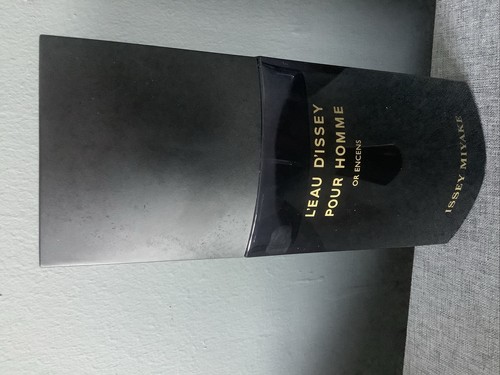 L'EAU D'ISSEY
POUR HOMME
OR ENCENS
ISSEY MIYAKE